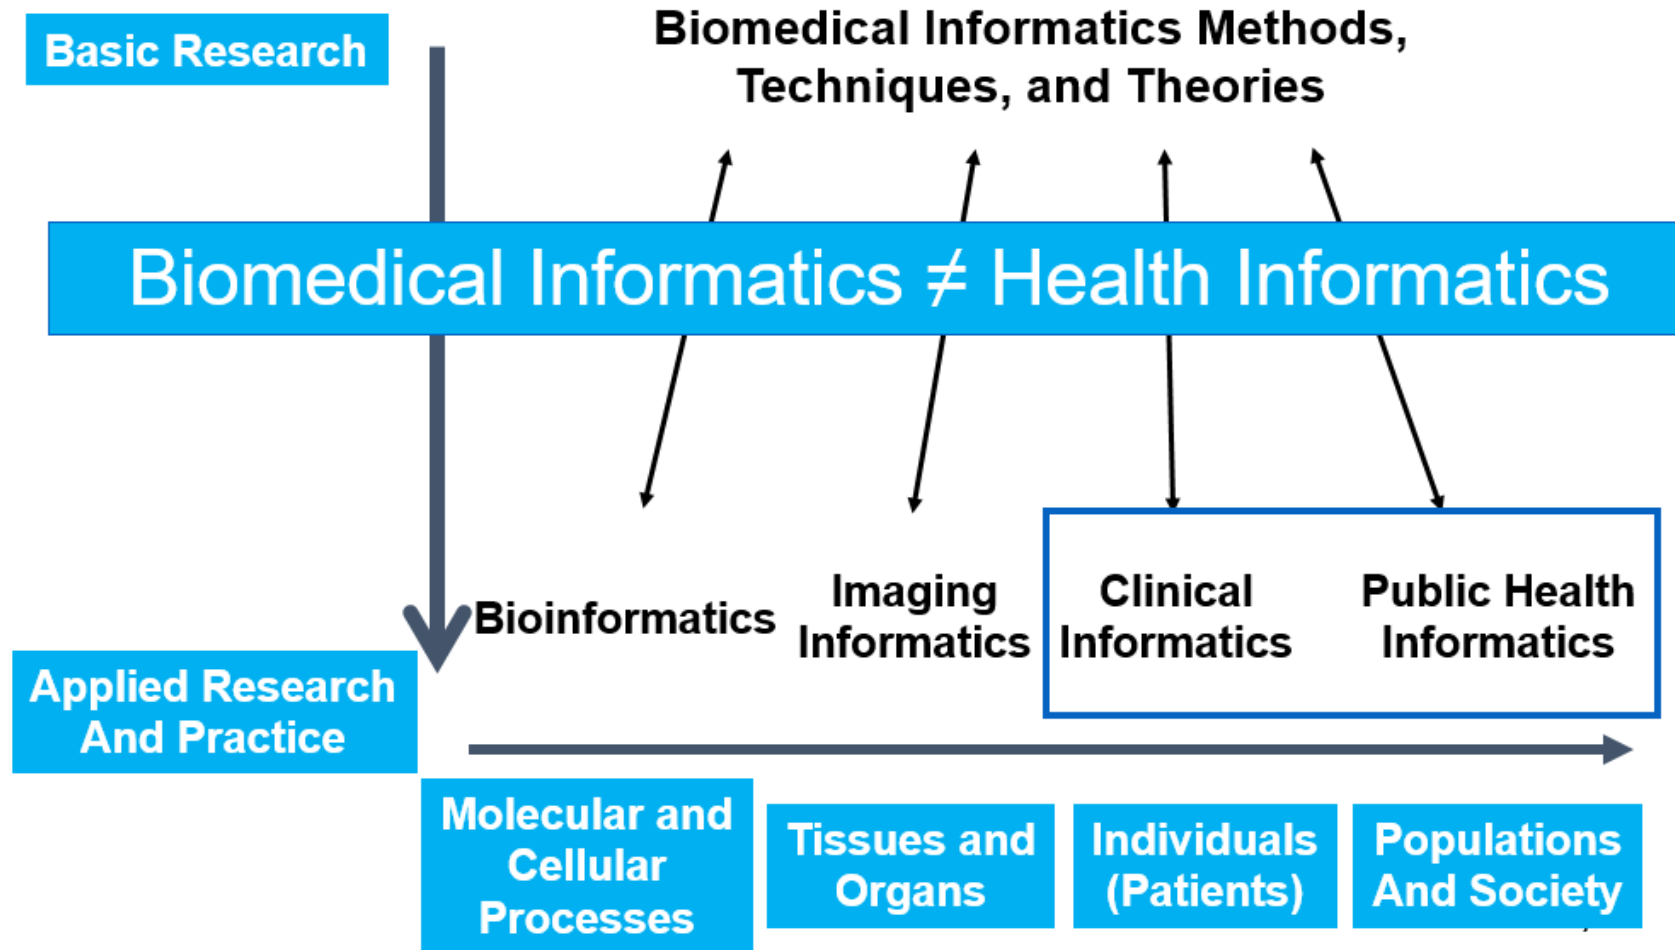 Basic Research
Biomedical Informatics Methods,
Techniques, and Theories
Biomedical Informatics ≠ Health Informatics
Bioinformatics
Imaging
Informatics
Clinical
Informatics
Public Health
Informatics
Applied Research
And Practice
Molecular and
Cellular
Processes
Tissues and
Organs
Individuals
(Patients)
Populations
And Society